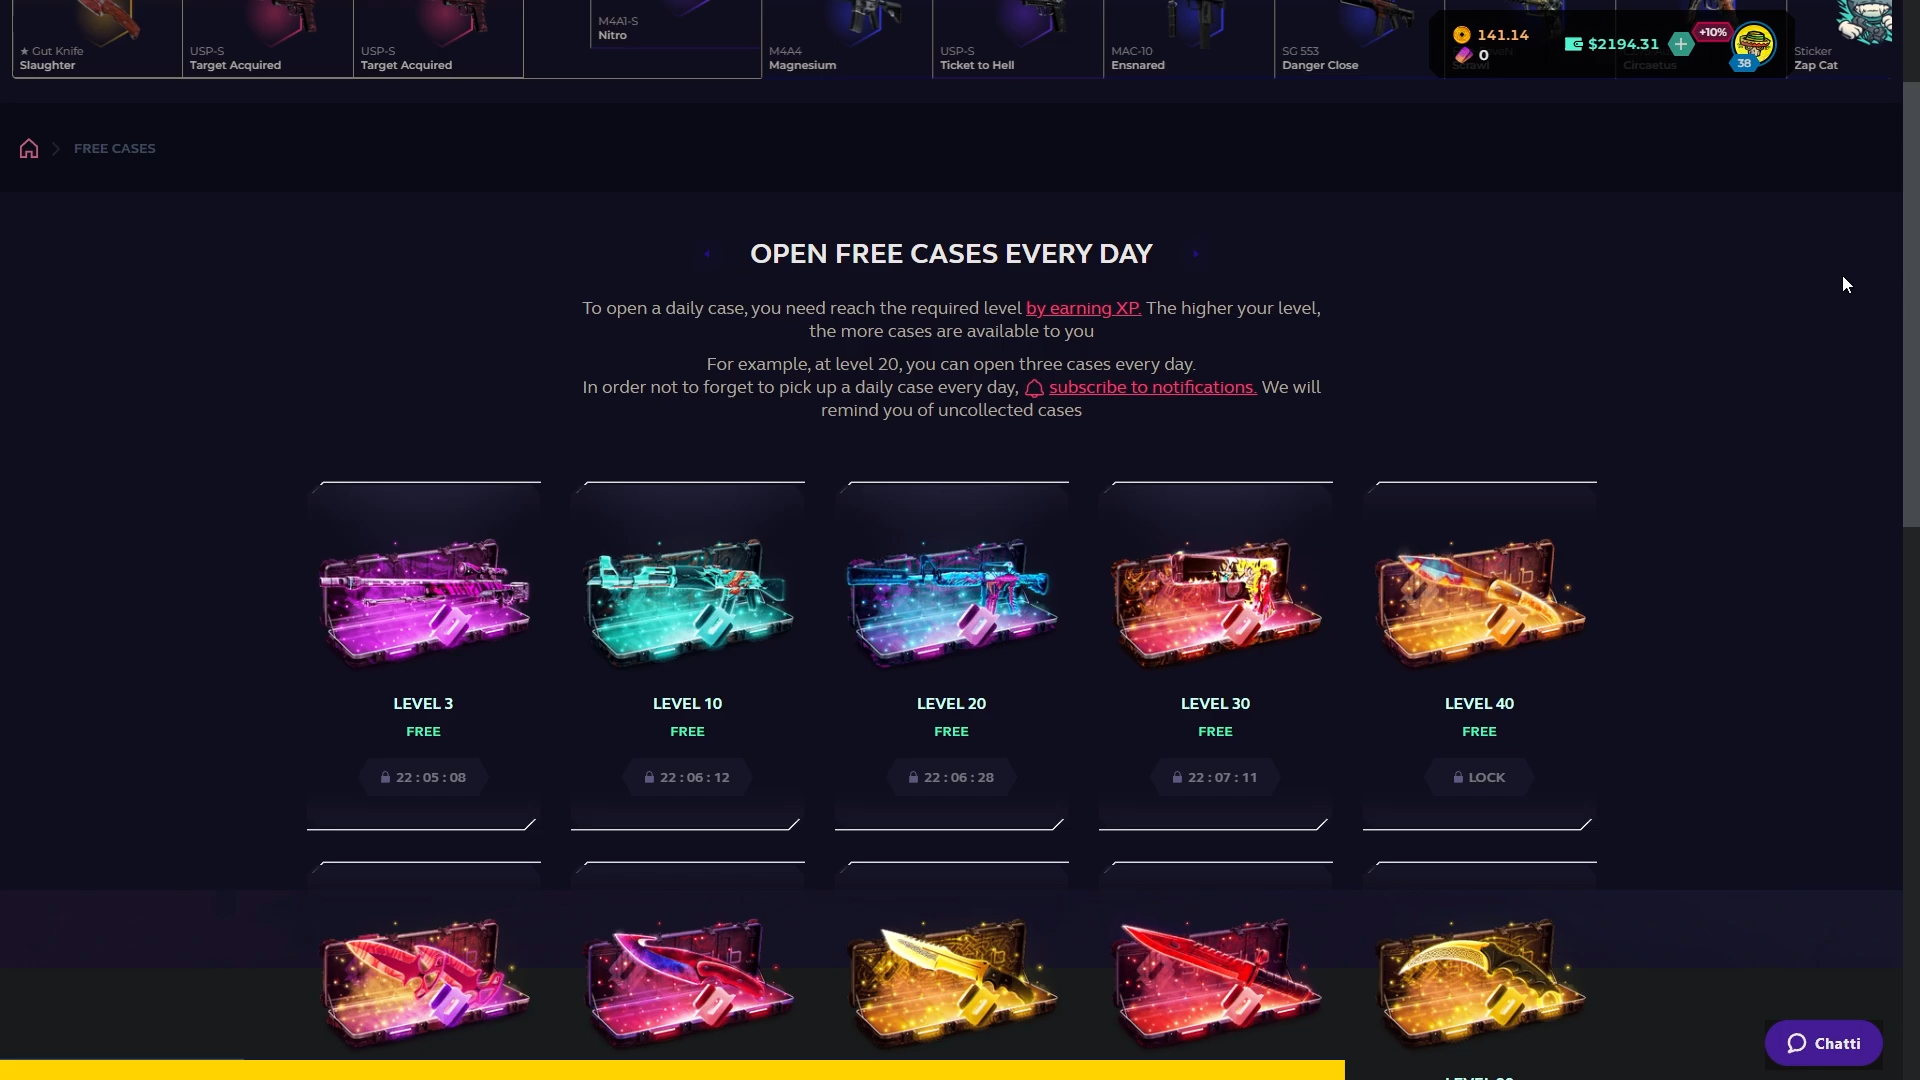 M4A1-S
Nitro
★ Gut Knife
Slaughter
USP-S
Target Acquired
USP-S
Target Acquired
M4A4
Magnesium
USP-S
Ticket to Hell
MAC-10
Ensnared
SG 553
Danger Close
Scrawl
Circaetus
Sticker
Zap Cat
141.14
0
$2194.31
+10%
38
FREE CASES
OPEN FREE CASES EVERY DAY
To open a daily case, you need reach the required level by earning XP. The higher your level,
the more cases are available to you
For example, at level 20, you can open three cases every day.
In order not to forget to pick up a daily case every day, subscribe to notifications. We will
remind you of uncollected cases
LEVEL 3
FREE
22 : 05 : 08
LEVEL 10
FREE
22 : 06 : 12
LEVEL 20
FREE
22 : 06 : 28
LEVEL 30
FREE
22 : 07 : 11
LEVEL 40
FREE
LOCK
Chatti